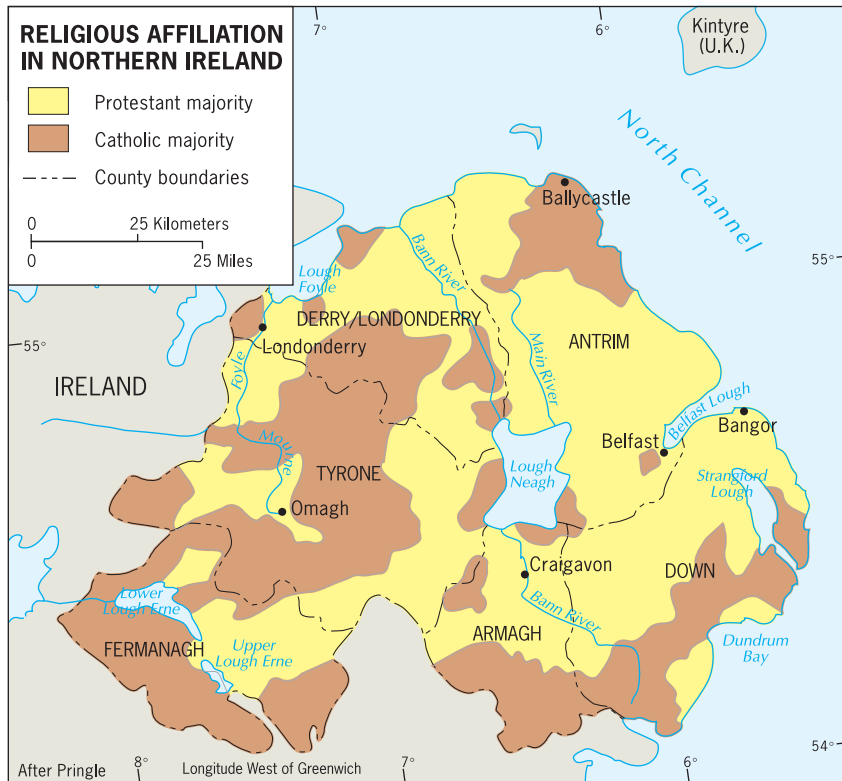 RELIGIOUS AFFILIATION
IN NORTHERN IRELAND
Protestant majority
Catholic majority
County boundaries
0 25 Kilometers
0 25 Miles
7°
6°
Kintyre
(U.K.)
North Channel
Ballycastle
55°
Lough
Foyle
Bann River
DERRY/LONDONDERRY
Londonderry
55°
Main River
ANTRIM
IRELAND
Foyle
Belfast Lough
Bangor
Belfast
Mourne
TYRONE
Lough
Neagh
Strangford
Lough
Omagh
Craigavon
DOWN
Lower
Lough Erne
Bann River
ARMAGH
FERMANAGH
Upper
Lough Erne
Dundrum
Bay
54°
After Pringle
8°
Longitude West of Greenwich
7°
6°